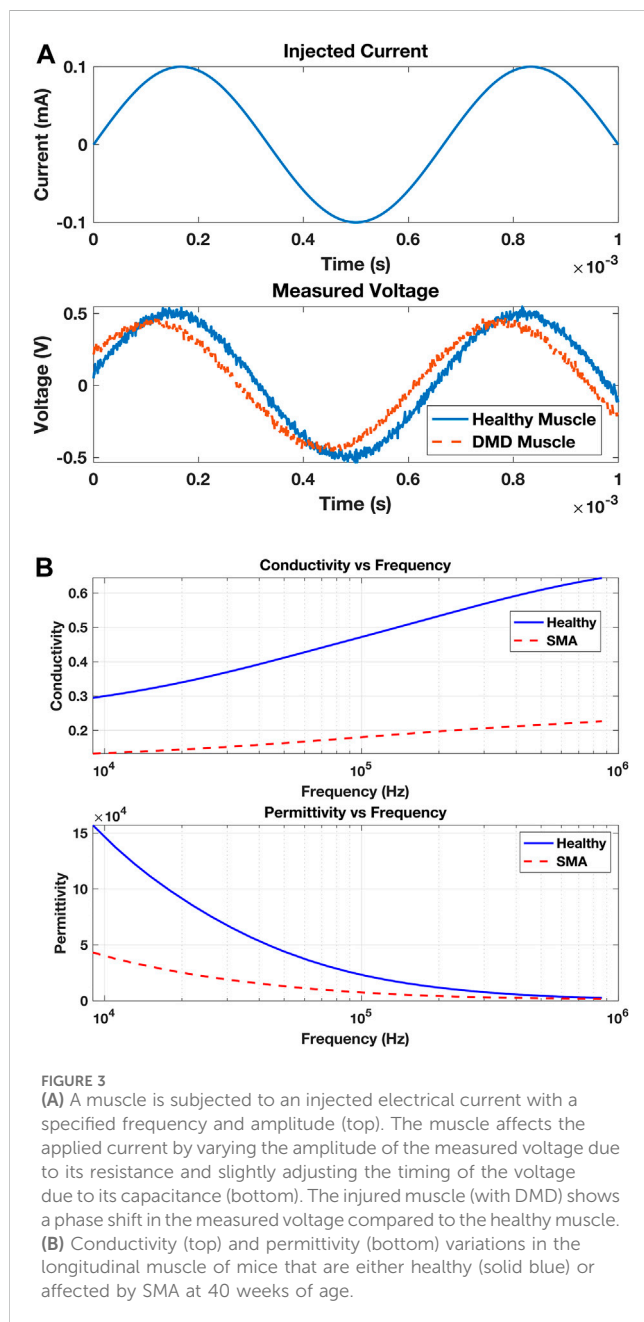 A
Injected Current
Current (mA)
0.1
0
-0.1
0 0.2 0.4 0.6 0.8 1
Time (s)
×10⁻³
Measured Voltage
Voltage (V)
0.5
0
-0.5
Healthy Muscle
DMD Muscle
0 0.2 0.4 0.6 0.8 1
Time (s)
×10⁻³
B
Conductivity vs Frequency
Conductivity
0.6
0.5
0.4
0.3
0.2
Healthy
SMA
10⁴ 10⁵ 10⁶
Frequency (Hz)
×10⁴
Permittivity vs Frequency
Permittivity
15
10
5
0
Healthy
SMA
10⁴ 10⁵ 10⁶
Frequency (Hz)
FIGURE 3
(A) A muscle is subjected to an injected electrical current with a
specified frequency and amplitude (top). The muscle affects the
applied current by varying the amplitude of the measured voltage due
to its resistance and slightly adjusting the timing of the voltage
due to its capacitance (bottom). The injured muscle (with DMD) shows
a phase shift in the measured voltage compared to the healthy muscle.
(B) Conductivity (top) and permittivity (bottom) variations in the
longitudinal muscle of mice that are either healthy (solid blue) or
affected by SMA at 40 weeks of age.